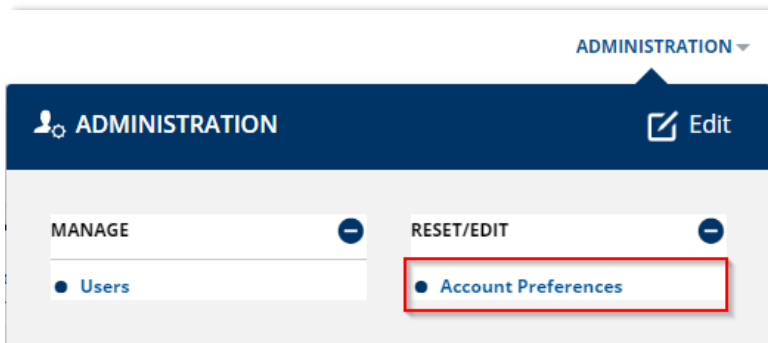 ADMINISTRATION
ADMINISTRATION
Edit
MANAGE
RESET/EDIT
Users
Account Preferences